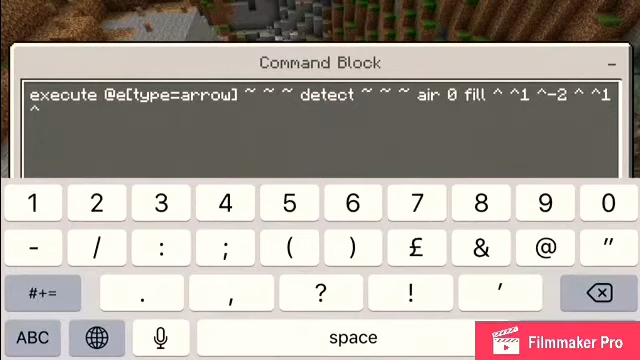 Command Block
execute @e[type=arrow] ~ ~ ~ detect ~ ~ ~ air 0 fill ^ ^1 ^-2 ^ ^1
^
1 2 3 4 5 6 7 8 9 0
- / : ; ( ) £ & @ "
#+= . , ? ! '
ABC space
Filmmaker Pro